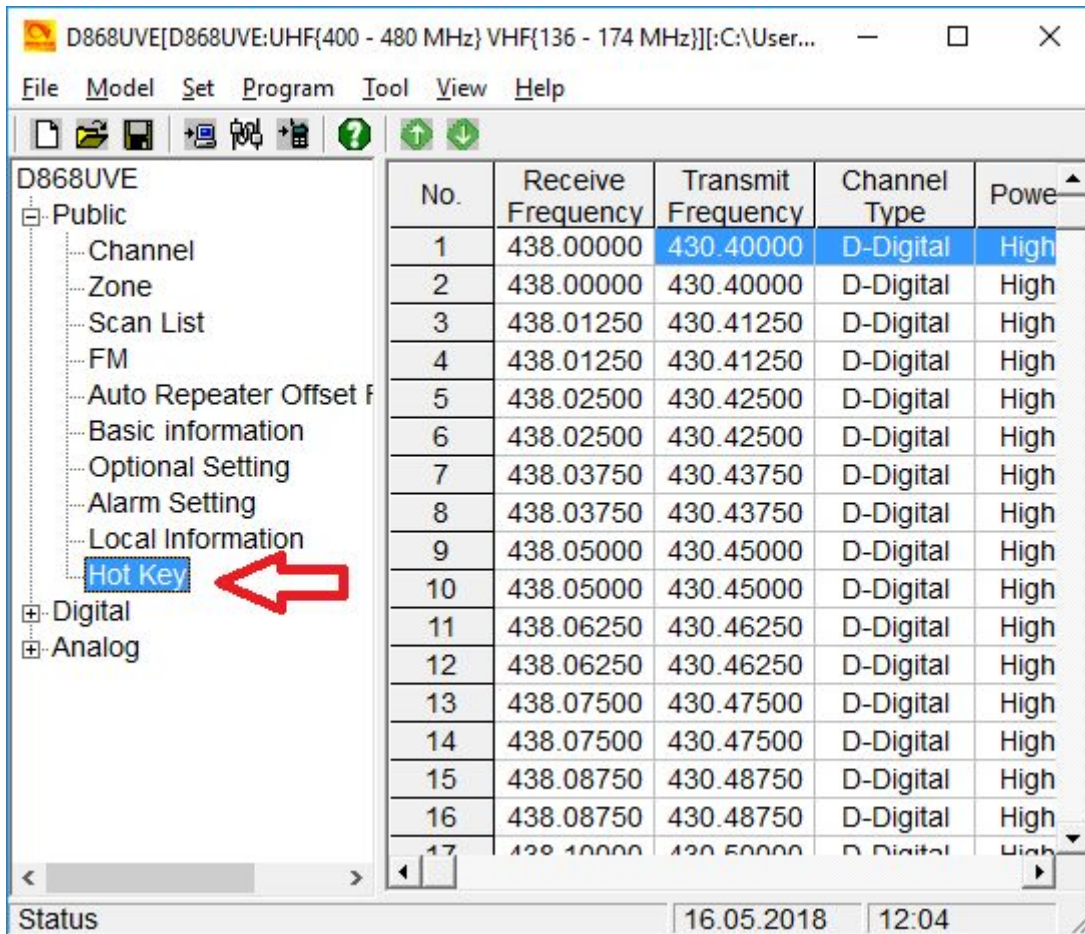 D868UVE[D868UVE:UHF{400 - 480 MHz} VHF{136 - 174 MHz}][:C:\User...
File Model Set Program Tool View Help
D868UVE
Public
Channel
Zone
Scan List
FM
Auto Repeater Offset F
Basic information
Optional Setting
Alarm Setting
Local Information
Hot Key
Digital
Analog
No. Receive Frequency Transmit Frequency Channel Type Powe
1 438.00000 430.40000 D-Digital High
2 438.00000 430.40000 D-Digital High
3 438.01250 430.41250 D-Digital High
4 438.01250 430.41250 D-Digital High
5 438.02500 430.42500 D-Digital High
6 438.02500 430.42500 D-Digital High
7 438.03750 430.43750 D-Digital High
8 438.03750 430.43750 D-Digital High
9 438.05000 430.45000 D-Digital High
10 438.05000 430.45000 D-Digital High
11 438.06250 430.46250 D-Digital High
12 438.06250 430.46250 D-Digital High
13 438.07500 430.47500 D-Digital High
14 438.07500 430.47500 D-Digital High
15 438.08750 430.48750 D-Digital High
16 438.08750 430.48750 D-Digital High
17 438.10000 430.50000 D-Digital High
Status 16.05.2018 12:04